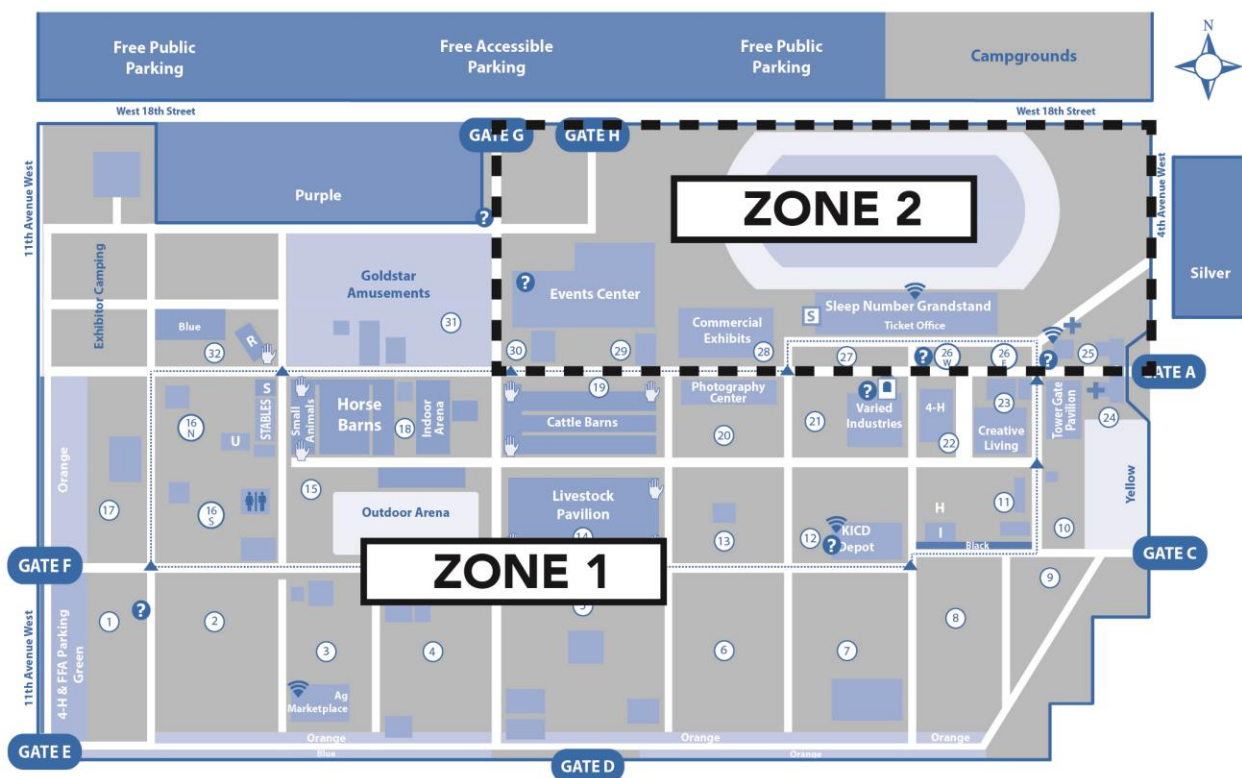 Free Public
Parking
Free Accessible
Parking
Free Public
Parking
Campgrounds
N
West 18th Street
West 18th Street
GATE G
GATE H
11th Avenue West
4th Avenue West
Purple
?
ZONE 2
Silver
Exhibitor Camping
Goldstar
Amusements
31
?
Events Center
Commercial
Exhibits
28
S
Sleep Number Grandstand
Ticket Office
Blue
32
R
30
29
27
?
26
W
26
E
?
25
GATE A
19
16
N
S
STABLES
U
Small
Animals
Horse
Barns
18
Indoor
Arena
Cattle Barns
Photography
Center
20
21
?
Varied
Industries
4-H
22
23
Creative
Living
Tower Gate
Pavilion
24
Orange
17
16
S
15
Outdoor Arena
Livestock
Pavilion
14
13
12
?
KICD
Depot
H
I
11
Black
10
Yellow
GATE F
ZONE 1
GATE C
11th Avenue West
4-H & FFA Parking
Green
1
?
2
3
4
5
6
7
8
9
Ag
Marketplace
Orange
Orange
Orange
GATE E
Blue
GATE D
Orange